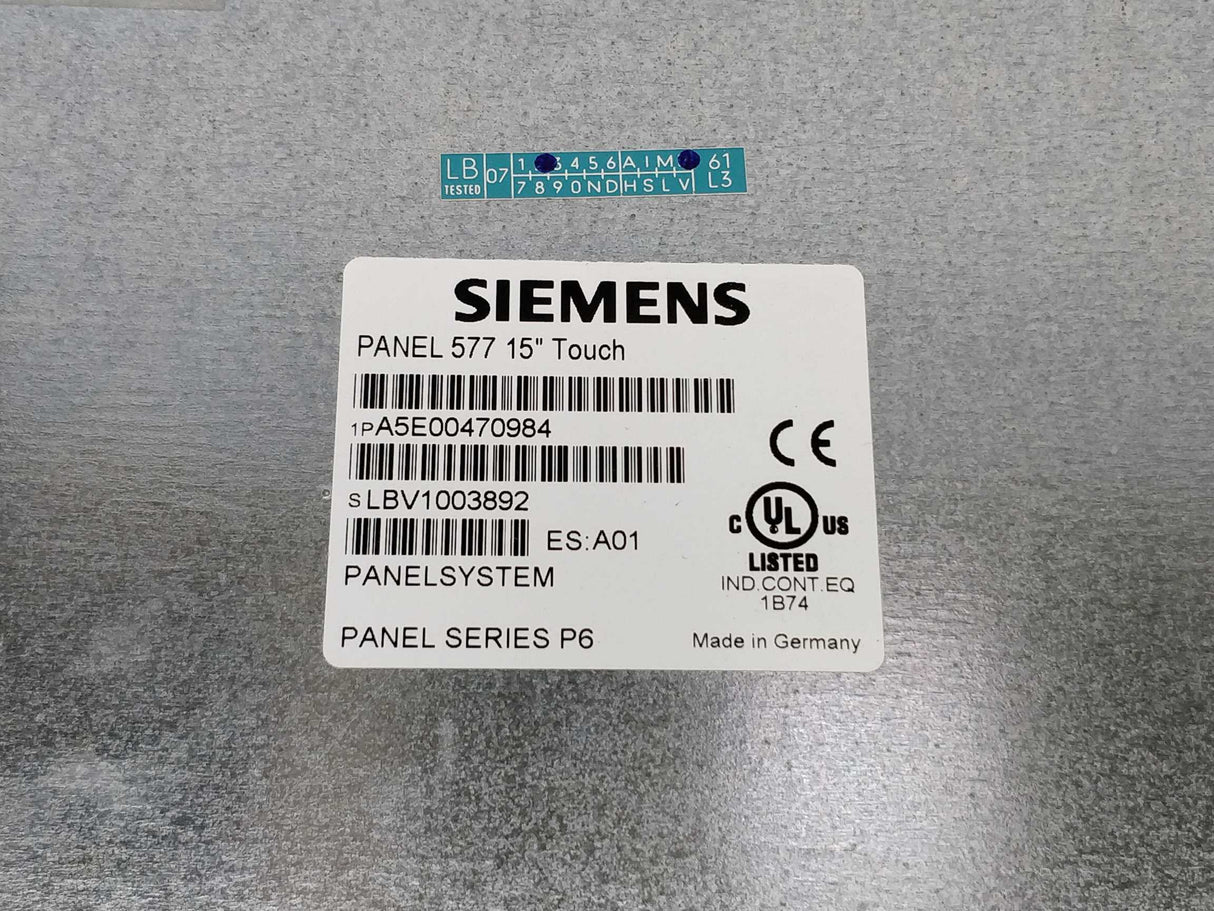 LB 07 1 3 4 5 6 A I M 61
TESTED 7 8 9 0 N D H S L V L3
SIEMENS
PANEL 577 15" Touch
1P A5E00470984
S LBV1003892
ES:A01
PANELSYSTEM
PANEL SERIES P6
CE
C UL US
LISTED
IND.CONT.EQ
1B74
Made in Germany